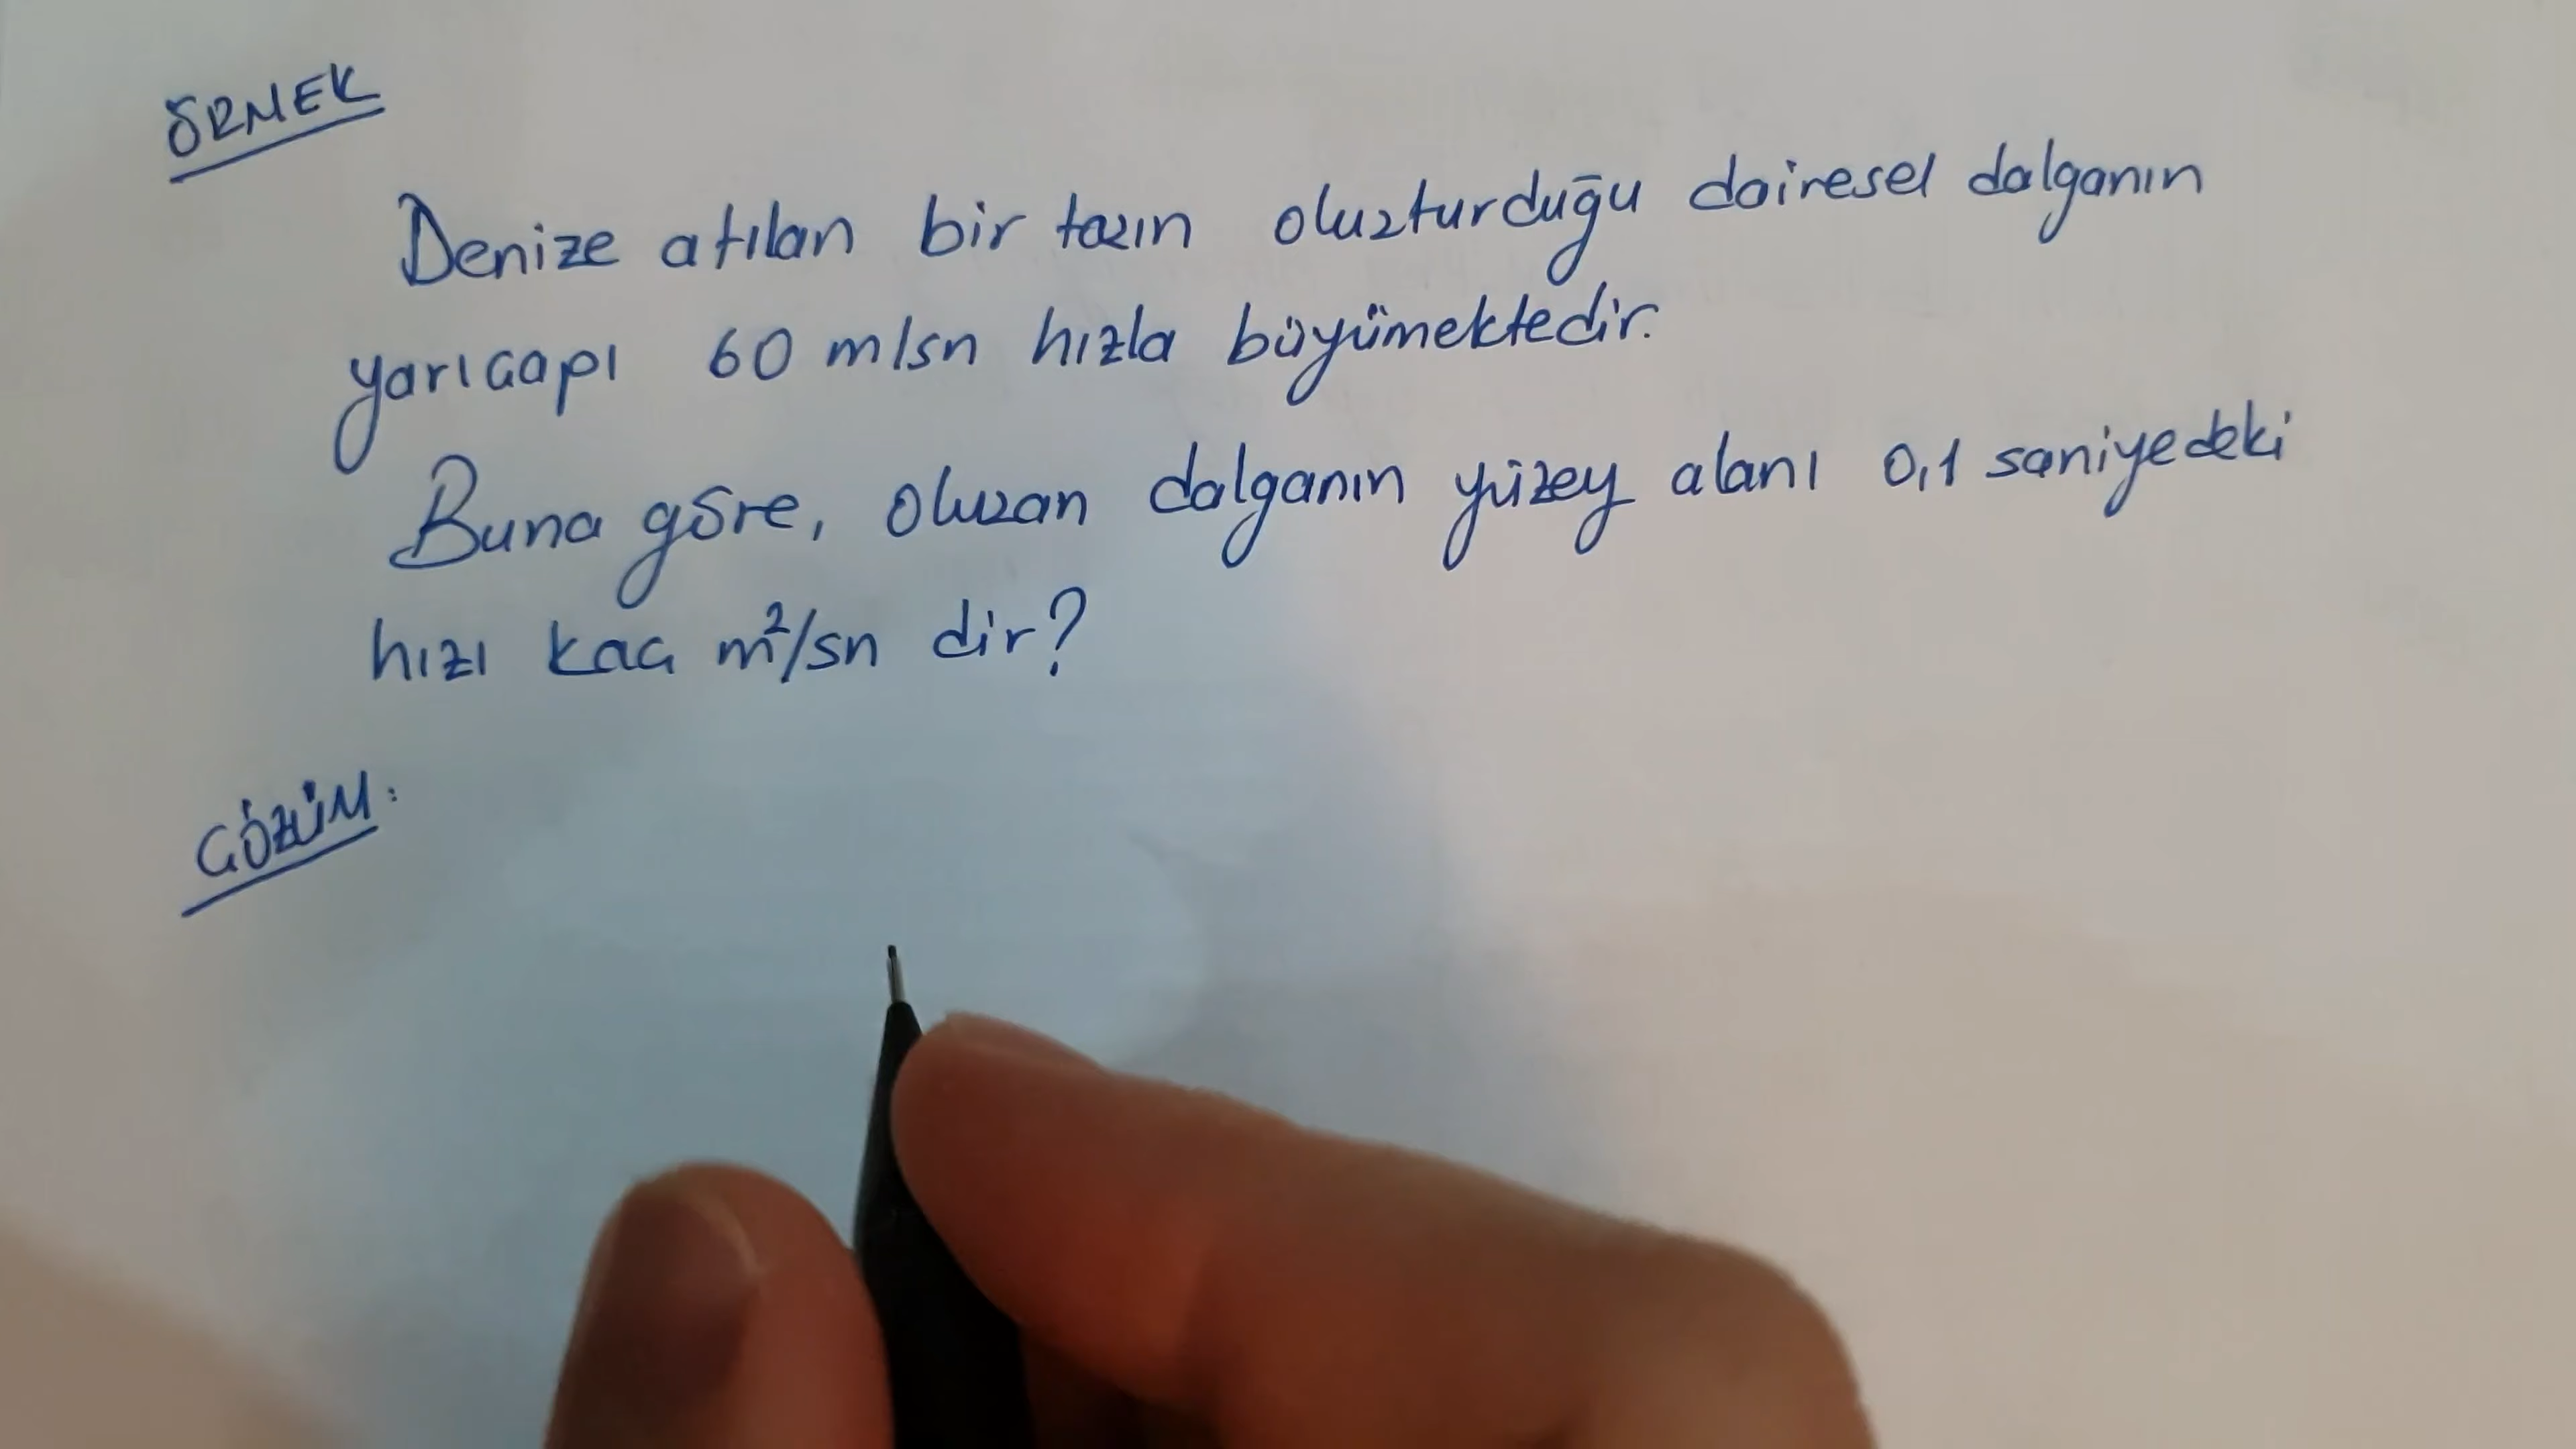 ÖRNEK
Denize atılan bir taşın oluşturduğu dairesel dalganın
yarıçapı 60 m/sn hızla büyümektedir.
Buna göre, oluşan dalganın yüzey alanı 0,1 saniyedeki
hızı kaç m²/sn dir?
ÇÖZÜM: